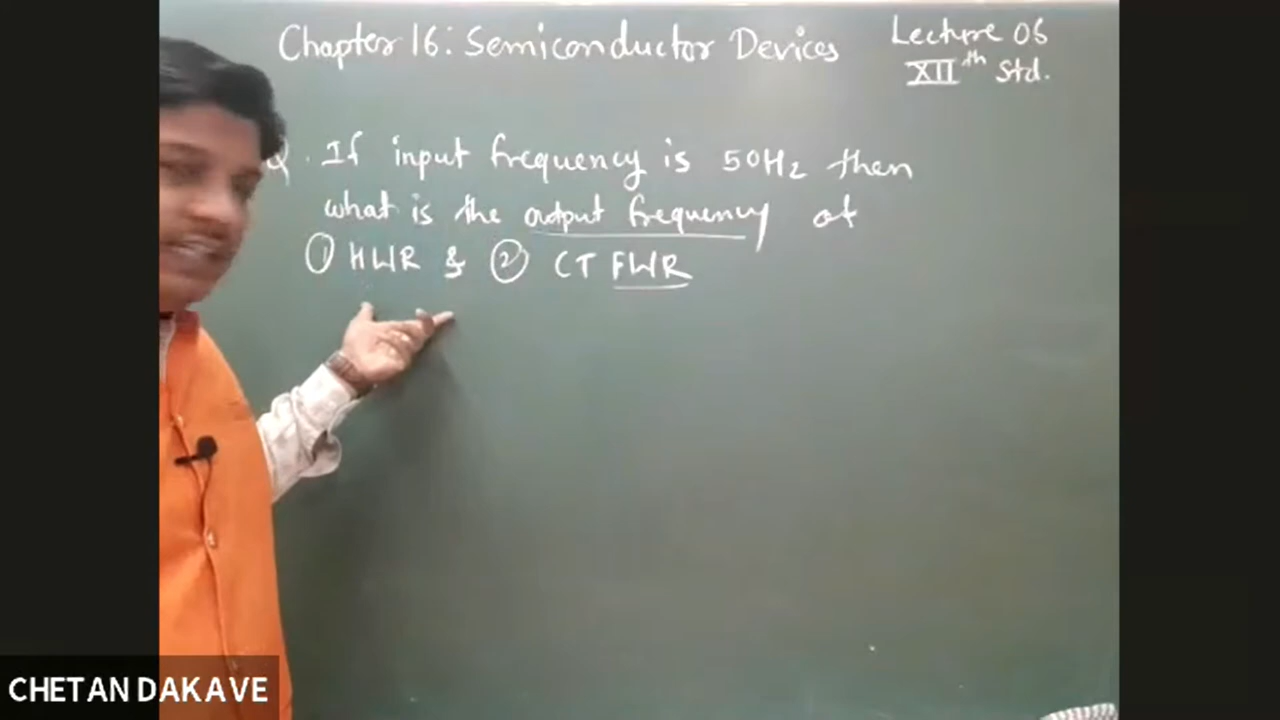 Chapter 16: Semiconductor Devices
Lecture 06
XIIth Std.
Q. If input frequency is 50Hz then
what is the output frequency of
① HWR & ② CT FWR
CHETAN DAKAVE